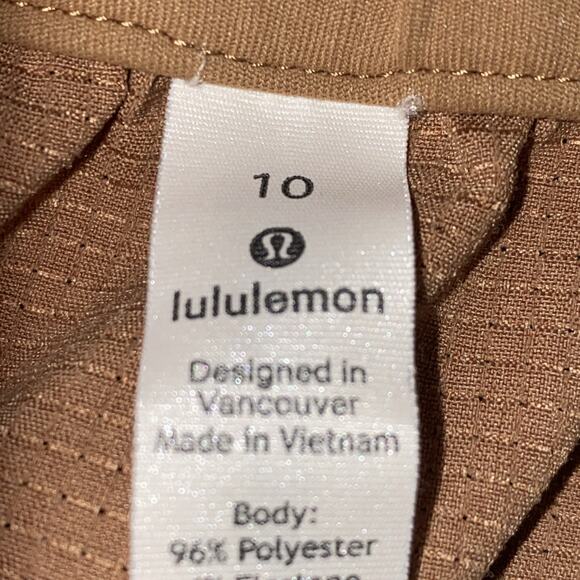 10
lululemon
Designed in
Vancouver
Made in Vietnam
Body:
96% Polyester